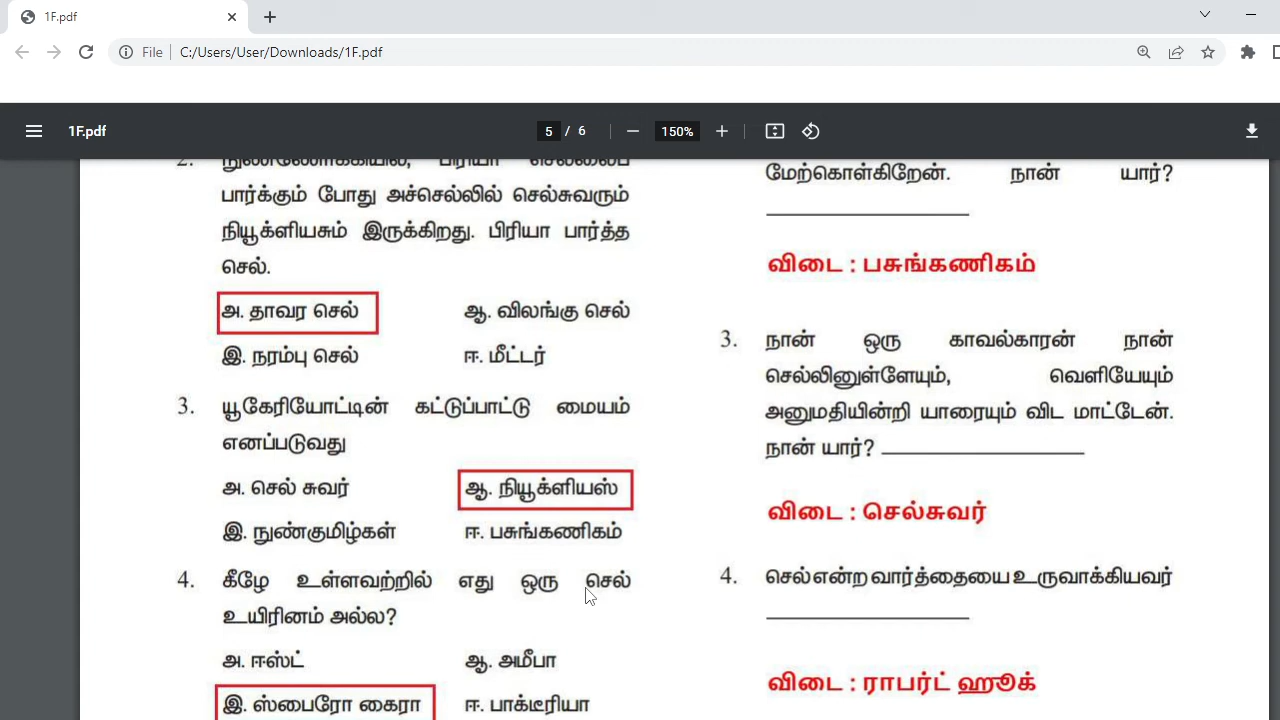 1F.pdf
File C:/Users/User/Downloads/1F.pdf
1F.pdf 5 / 6 150%
2. நுண்ணோக்கியில், பிரியா செல்லைப்
பார்க்கும் போது அச்செல்லில் செல்சுவரும்
நியூக்ளியசும் இருக்கிறது. பிரியா பார்த்த
செல்.
அ. தாவர செல் ஆ. விலங்கு செல்
இ. நரம்பு செல் ஈ. மீட்டர்
3. யூகேரியோட்டின் கட்டுப்பாட்டு மையம்
எனப்படுவது
அ. செல் சுவர் ஆ. நியூக்ளியஸ்
இ. நுண்குமிழ்கள் ஈ. பசுங்கணிகம்
4. கீழே உள்ளவற்றில் எது ஒரு செல்
உயிரினம் அல்ல?
அ. ஈஸ்ட் ஆ. அமீபா
இ. ஸ்பைரோ கைரா ஈ. பாக்டீரியா
மேற்கொள்கிறேன். நான் யார்?
விடை : பசுங்கணிகம்
3. நான் ஒரு காவல்காரன் நான்
செல்லினுள்ளேயும், வெளியேயும்
அனுமதியின்றி யாரையும் விட மாட்டேன்.
நான் யார்?
விடை : செல்சுவர்
4. செல் என்ற வார்த்தையை உருவாக்கியவர்
விடை : ராபர்ட் ஹூக்